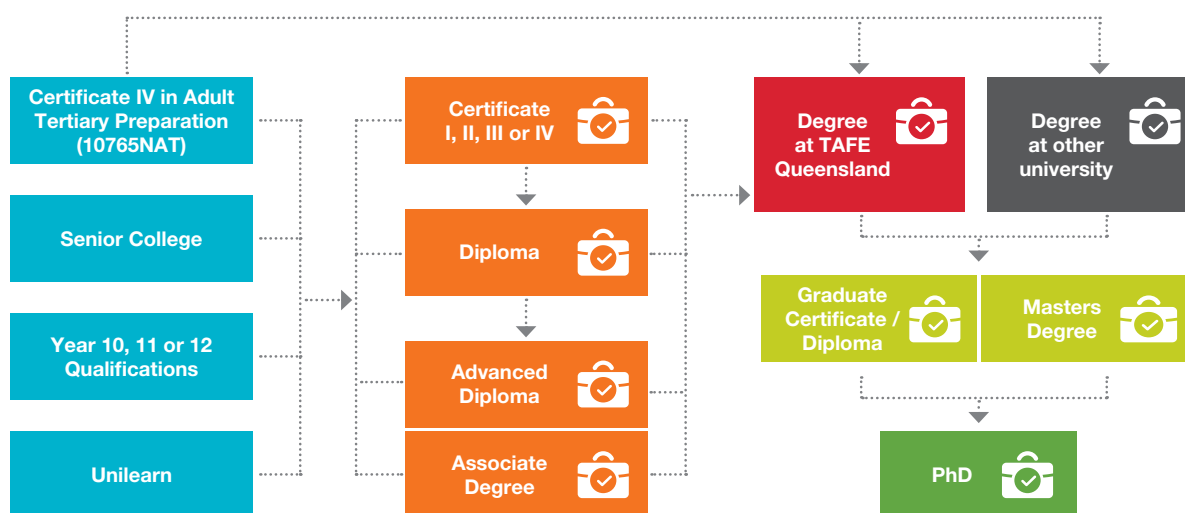 Certificate IV in Adult
Tertiary Preparation
(10765NAT)
Senior College
Year 10, 11 or 12
Qualifications
Unilearn
Certificate
I, II, III or IV
Diploma
Advanced
Diploma
Associate
Degree
Degree
at TAFE
Queensland
Degree
at other
university
Graduate
Certificate /
Diploma
Masters
Degree
PhD